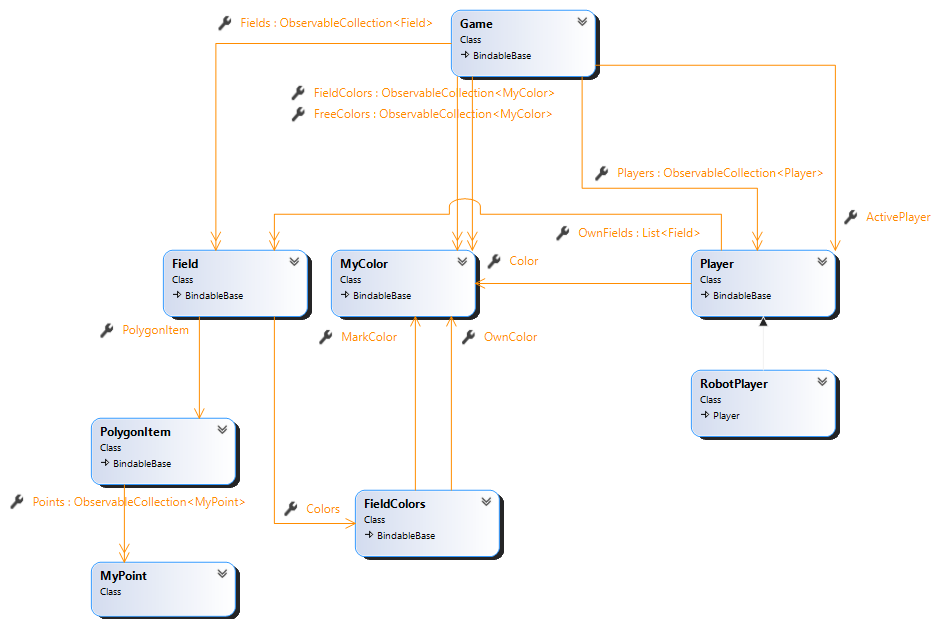 Fields : ObservableCollection<Field>
Game
Class
BindableBase
FieldColors : ObservableCollection<MyColor>
FreeColors : ObservableCollection<MyColor>
Players : ObservableCollection<Player>
ActivePlayer
OwnFields : List<Field>
Field
Class
BindableBase
MyColor
Class
BindableBase
Color
Player
Class
BindableBase
PolygonItem
MarkColor
OwnColor
RobotPlayer
Class
Player
PolygonItem
Class
BindableBase
Points : ObservableCollection<MyPoint>
Colors
FieldColors
Class
BindableBase
MyPoint
Class